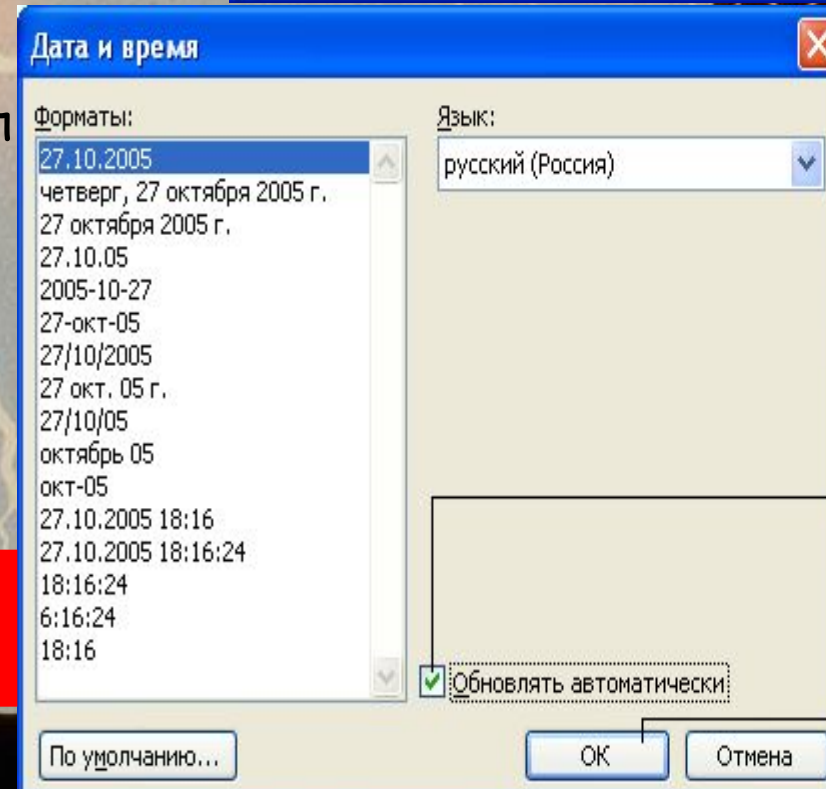 Дата и время
Форматы:
Язык:
27.10.2005
русский (Россия)
четверг, 27 октября 2005 г.
27 октября 2005 г.
27.10.05
2005-10-27
27-окт-05
27/10/2005
27 окт. 05 г.
27/10/05
октябрь 05
окт-05
27.10.2005 18:16
27.10.2005 18:16:24
18:16:24
6:16:24
18:16
Обновлять автоматически
По умолчанию...
ОК
Отмена